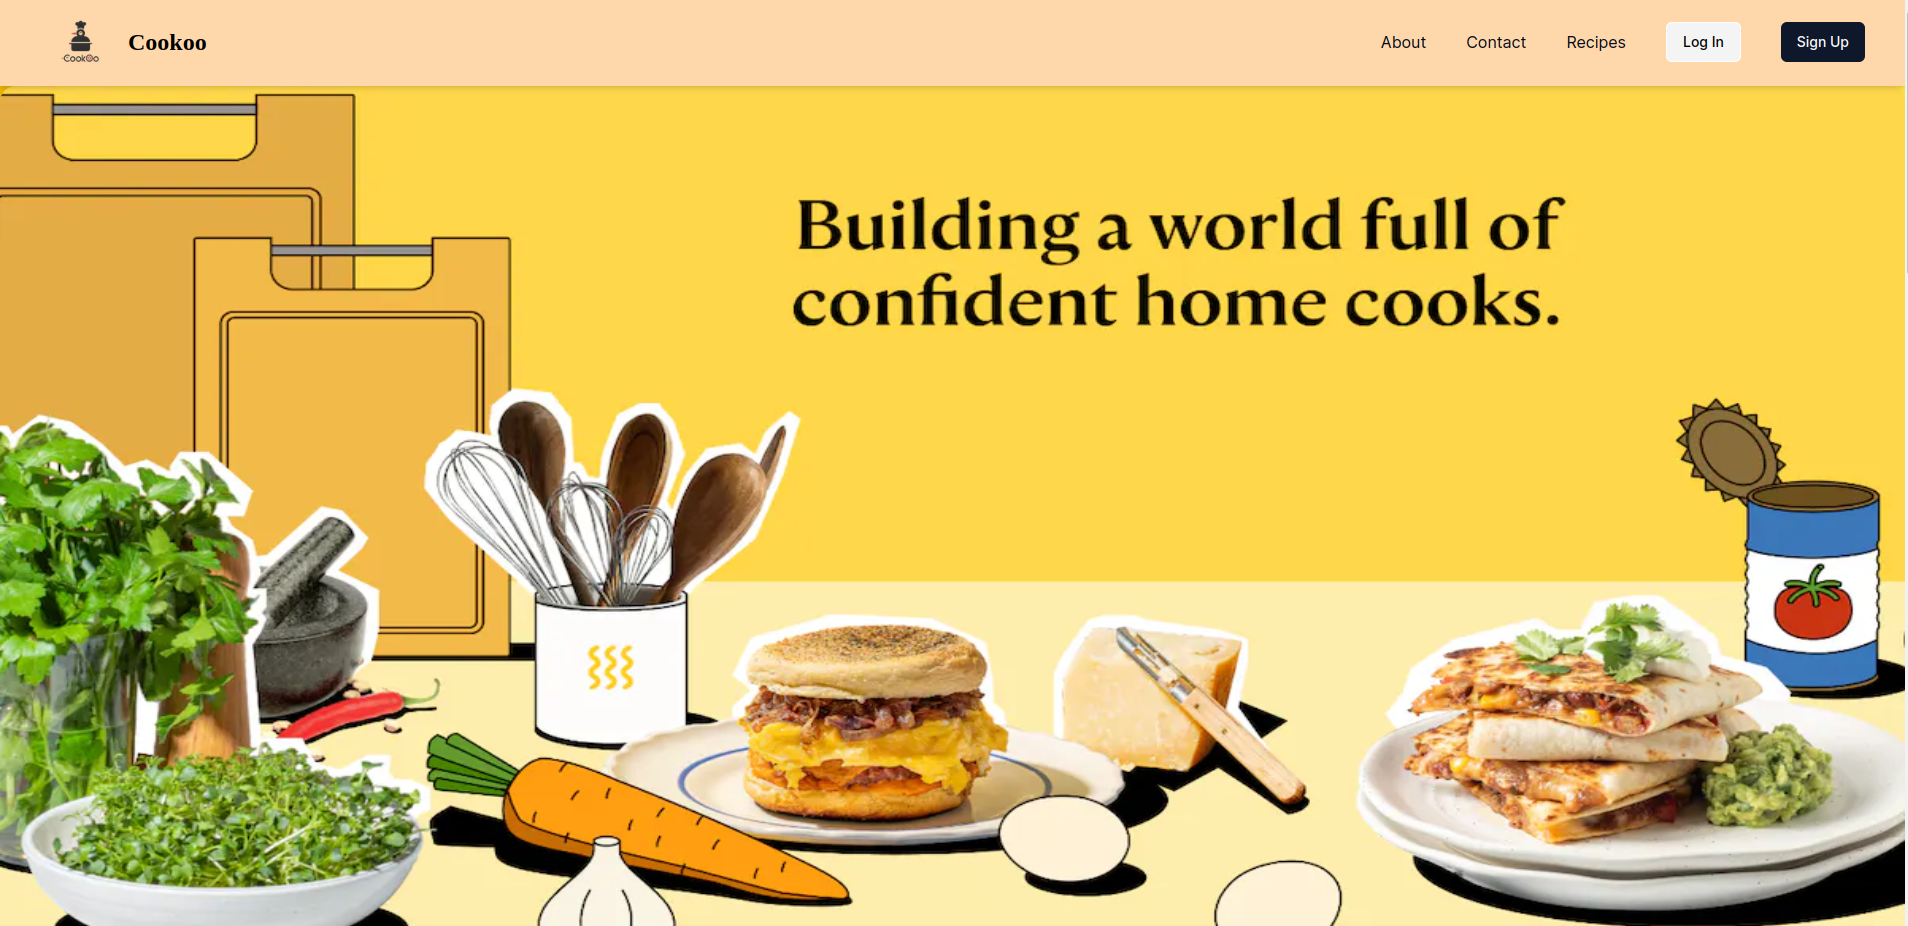 CookOo
Cookoo
About
Contact
Recipes
Log In
Sign Up
Building a world full of
confident home cooks.